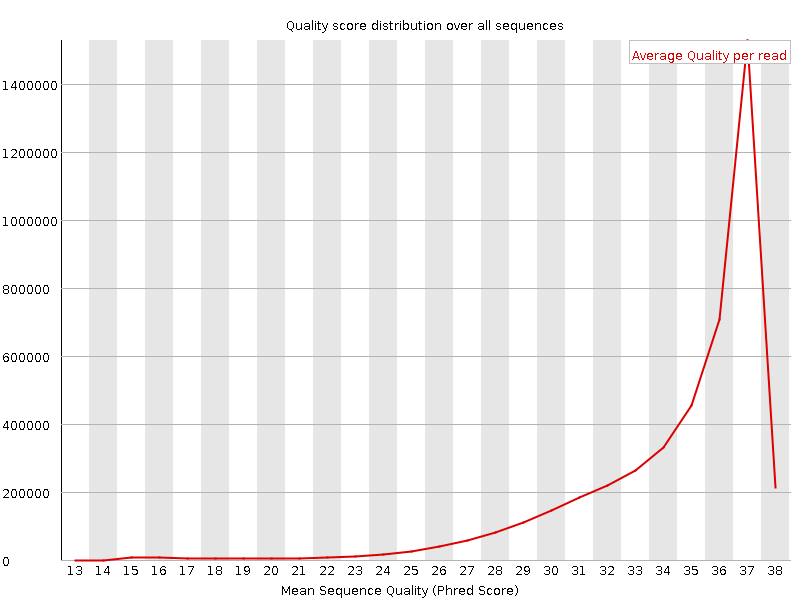 Quality score distribution over all sequences
Average Quality per read
1400000
1200000
1000000
800000
600000
400000
200000
0
13 14 15 16 17 18 19 20 21 22 23 24 25 26 27 28 29 30 31 32 33 34 35 36 37 38
Mean Sequence Quality (Phred Score)